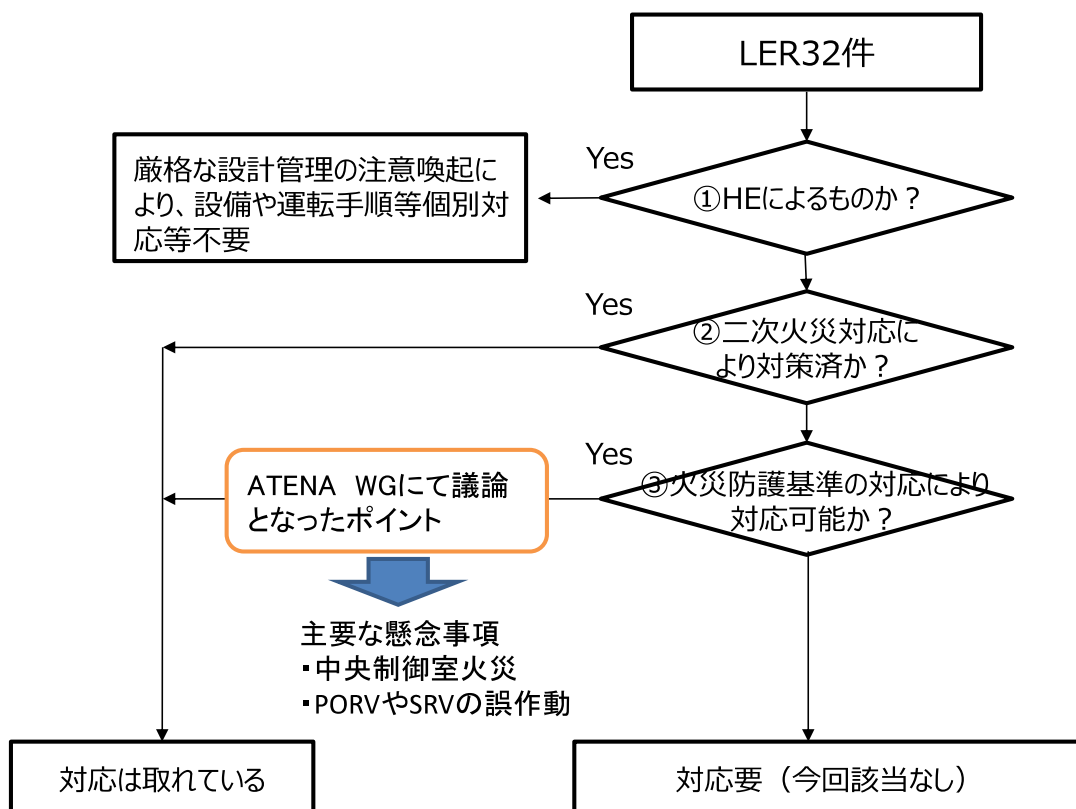 LER32件
Yes
①HEによるものか？
厳格な設計管理の注意喚起に
より、設備や運転手順等個別対
応等不要
Yes
②二次火災対応に
より対策済か？
Yes
③火災防護基準の対応により
対応可能か？
ATENA　WGにて議論
となったポイント
主要な懸念事項
・中央制御室火災
・PORVやSRVの誤作動
対応は取れている
対応要（今回該当なし）